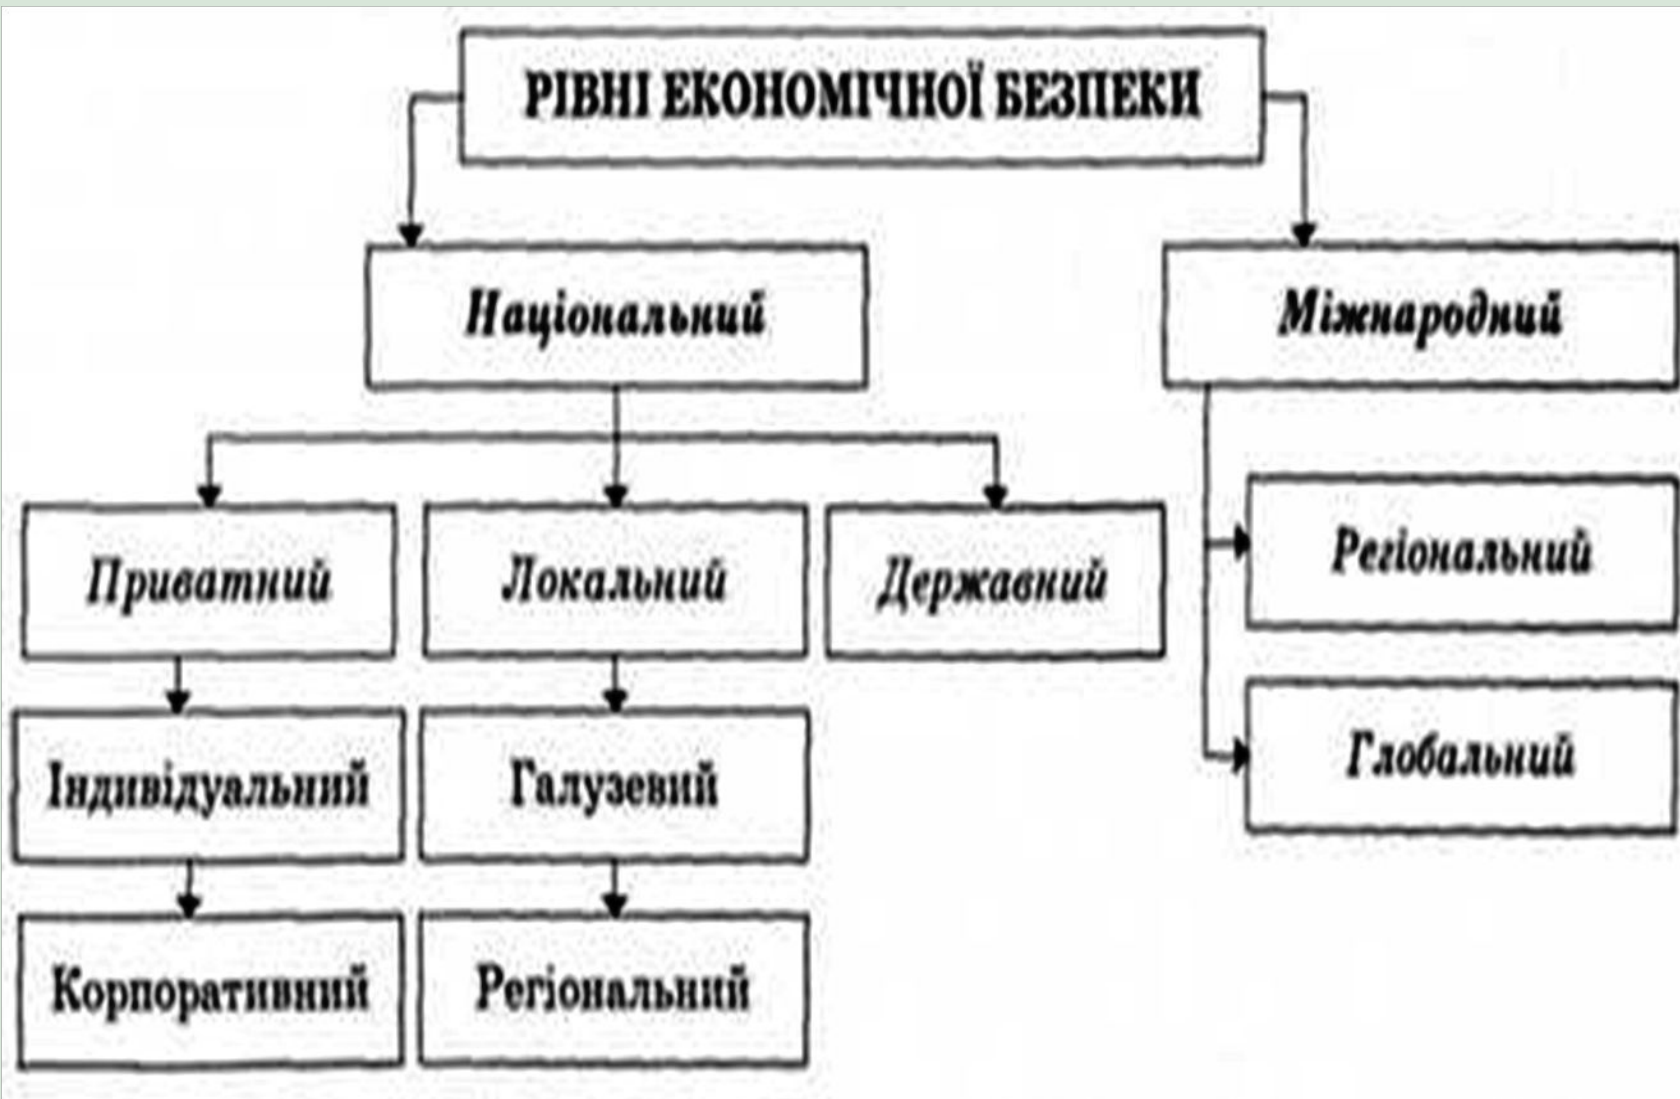 РІВНІ ЕКОНОМІЧНОЇ БЕЗПЕКИ
Національний
Міжнародний
Приватний
Локальний
Державний
Регіональний
Індивідуальний
Галузевий
Глобальний
Корпоративний
Регіональний